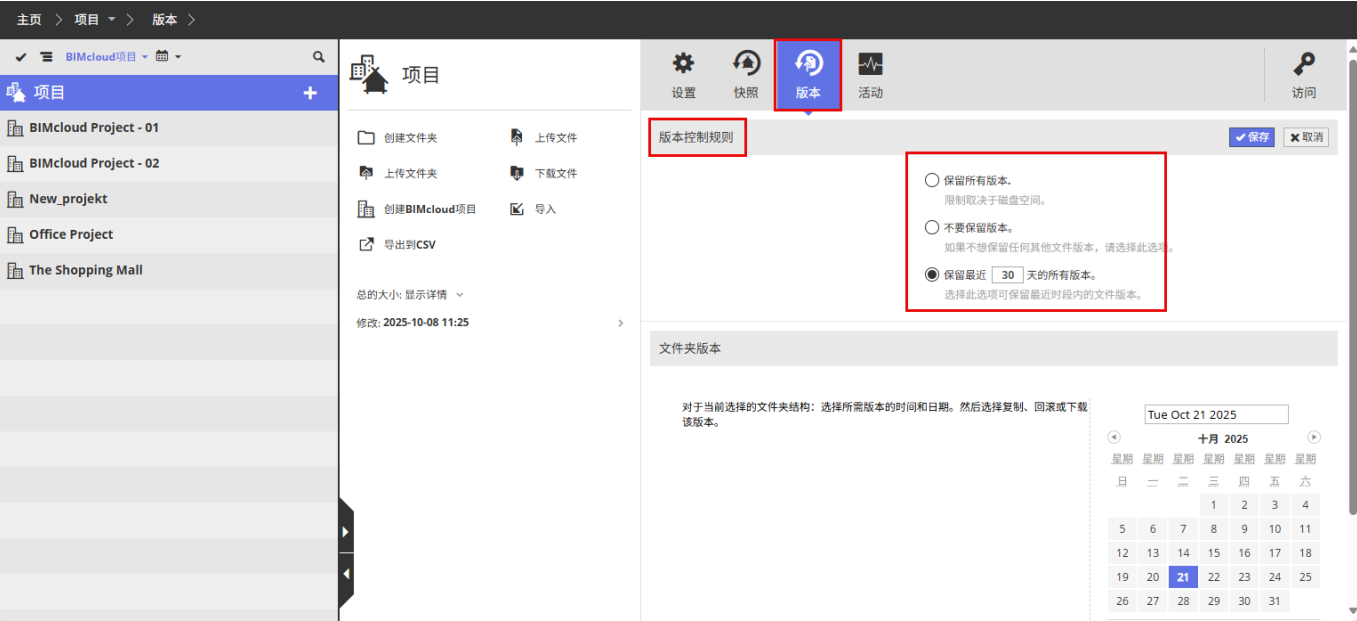 主页 项目 版本
BIMcloud项目
项目
BIMcloud Project - 01
BIMcloud Project - 02
New_projekt
Office Project
The Shopping Mall
项目
创建文件夹 上传文件
上传文件夹 下载文件
创建BIMcloud项目 导入
导出到CSV
总的大小: 显示详情
修改: 2025-10-08 11:25
设置 快照 版本 活动 访问
版本控制规则 保存 取消
保留所有版本.
限制取决于磁盘空间。
不要保留版本。
如果不想保留任何其他文件版本，请选择此选项。
保留最近 30 天的所有版本。
选择此选项可保留最近时段内的文件版本。
文件夹版本
对于当前选择的文件夹结构：选择所需版本的时间和日期。然后选择复制、回滚或下载
该版本。
Tue Oct 21 2025
十月 2025
星期 星期 星期 星期 星期 星期 星期
日 一 二 三 四 五 六
1 2 3 4
5 6 7 8 9 10 11
12 13 14 15 16 17 18
19 20 21 22 23 24 25
26 27 28 29 30 31